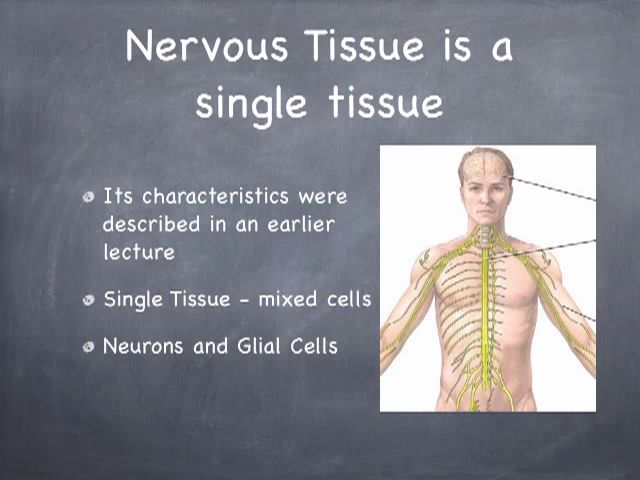 Nervous Tissue is a
single tissue
Its characteristics were
described in an earlier
lecture
Single Tissue - mixed cells
Neurons and Glial Cells